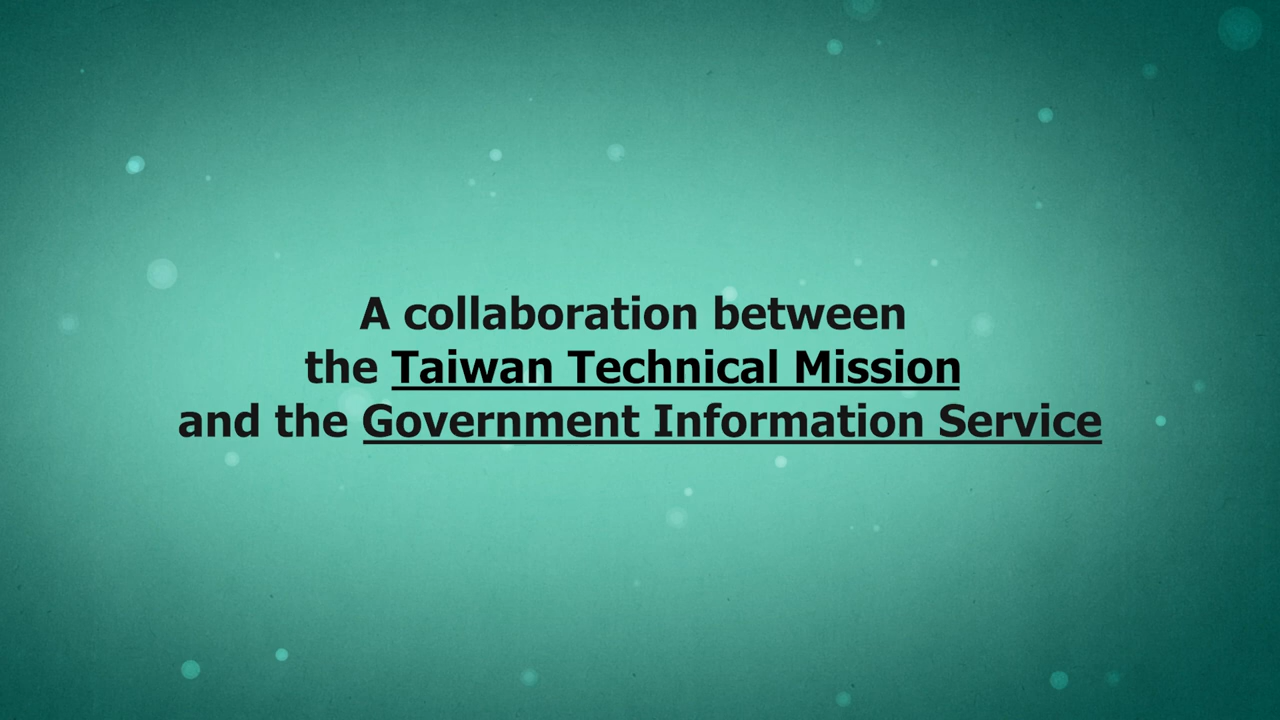 A collaboration between
the Taiwan Technical Mission
and the Government Information Service